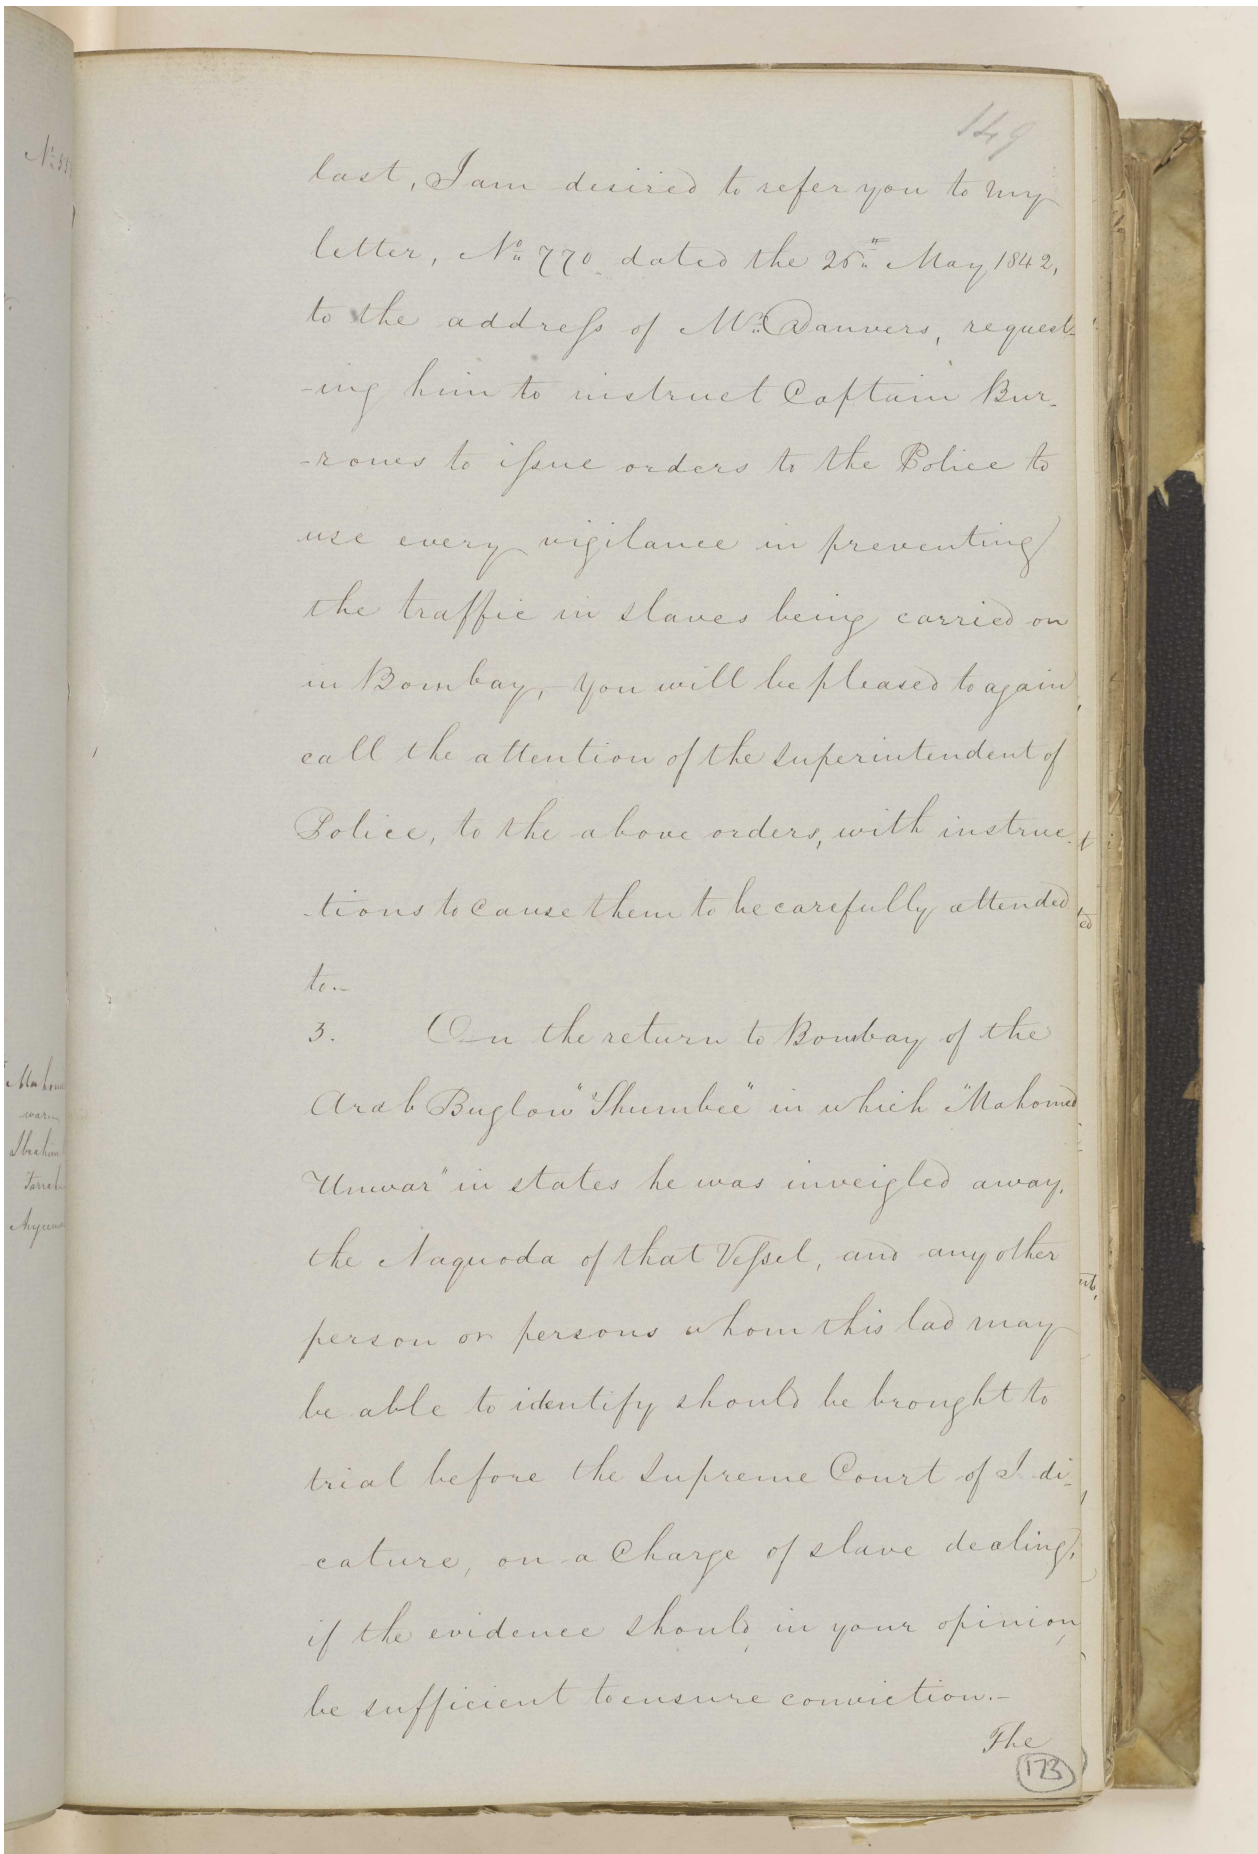 149
last, I am desired to refer you to my
letter, No. 770 dated the 26th May 1842,
to the address of Mr. Danvers, request-
-ing him to instruct Captain Bur-
-rows to issue orders to the Police to
use every vigilance in preventing
the traffic in slaves being carried on
in Bombay, - you will be pleased to again
call the attention of the Superintendent of
Police, to the above orders, with instruc-
-tions to cause them to be carefully attended
to.-
3. On the return to Bombay of the
Arab Buglow "Shumbee" in which "Mahomed
Unwar" in states he was inveigled away,
the Naquoda of that Vessel, and any other
person or persons whom this lad may
be able to identify should be brought to
trial before the Supreme Court of J di-
cature, on a Charge of slave dealing,
if the evidence should, in your opinion,
be sufficient to ensure conviction.-
The
173